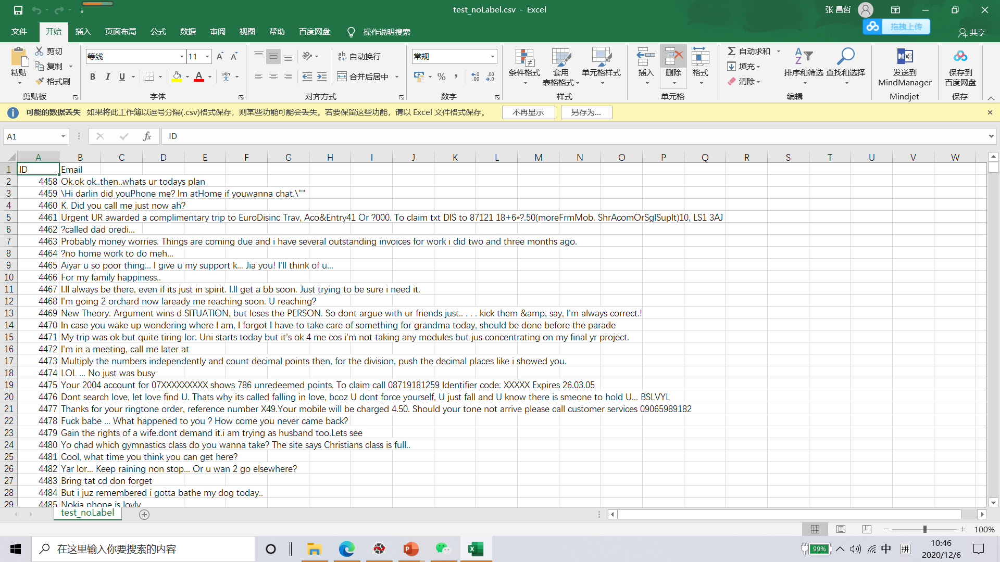 test_noLabel.csv - Excel
张 昌哲
拖拽上传
文件 开始 插入 页面布局 公式 数据 审阅 视图 帮助 百度网盘 操作说明搜索 共享
粘贴 剪切 复制 格式刷
等线 11
自动换行
常规
B I U wén 文 A
合并后居中
% , .00 .0
条件格式 套用 表格格式 单元格样式
插入 删除 格式
自动求和 填充 清除
排序和筛选 查找和选择
发送到 MindManager
保存到 百度网盘
剪贴板 字体 对齐方式 数字 样式 单元格 编辑 Mindjet 保存
可能的数据丢失 如果将此工作簿以逗号分隔(.csv)格式保存，则某些功能可能会丢失。若要保留这些功能，请以 Excel 文件格式保存。 不再显示 另存为...
A1 fx ID
A B C D E F G H I J K L M N O P Q R S T U V W
1 ID Email
2 4458 Ok.ok ok..then..whats ur todays plan
3 4459 \Hi darlin did youPhone me? Im atHome if youwanna chat.\""
4 4460 K. Did you call me just now ah?
5 4461 Urgent UR awarded a complimentary trip to EuroDisinc Trav, Aco&Entry41 Or ?000. To claim txt DIS to 87121 18+6*?.50(moreFrmMob. ShrAcomOrSglSuplt)10, LS1 3AJ
6 4462 ?called dad oredi...
7 4463 Probably money worries. Things are coming due and i have several outstanding invoices for work i did two and three months ago.
8 4464 ?no home work to do meh...
9 4465 Aiyar u so poor thing... I give u my support k... Jia you! I'll think of u...
10 4466 For my family happiness..
11 4467 I.ll always be there, even if its just in spirit. I.ll get a bb soon. Just trying to be sure i need it.
12 4468 I'm going 2 orchard now laready me reaching soon. U reaching?
13 4469 New Theory: Argument wins d SITUATION, but loses the PERSON. So dont argue with ur friends just.. . . . kick them &amp; say, I'm always correct.!
14 4470 In case you wake up wondering where I am, I forgot I have to take care of something for grandma today, should be done before the parade
15 4471 My trip was ok but quite tiring lor. Uni starts today but it's ok 4 me cos i'm not taking any modules but jus concentrating on my final yr project.
16 4472 I'm in a meeting, call me later at
17 4473 Multiply the numbers independently and count decimal points then, for the division, push the decimal places like i showed you.
18 4474 LOL ... No just was busy
19 4475 Your 2004 account for 07XXXXXXXXX shows 786 unredeemed points. To claim call 08719181259 Identifier code: XXXXX Expires 26.03.05
20 4476 Dont search love, let love find U. Thats why its called falling in love, bcoz U dont force yourself, U just fall and U know there is smeone to hold U... BSLVYL
21 4477 Thanks for your ringtone order, reference number X49.Your mobile will be charged 4.50. Should your tone not arrive please call customer services 09065989182
22 4478 Fuck babe ... What happened to you ? How come you never came back?
23 4479 Gain the rights of a wife.dont demand it.i am trying as husband too.Lets see
24 4480 Yo chad which gymnastics class do you wanna take? The site says Christians class is full..
25 4481 Cool, what time you think you can get here?
26 4482 Yar lor... Keep raining non stop... Or u wan 2 go elsewhere?
27 4483 Bring tat cd don forget
28 4484 But i juz remembered i gotta bathe my dog today..
29 4485 Nokia phone is lovly
test_noLabel
100%
在这里输入你要搜索的内容
99% 中 拼
10:46
2020/12/6